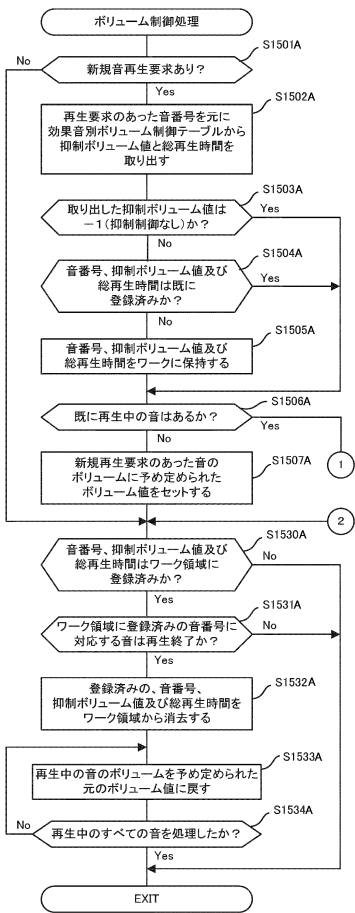 ボリューム制御処理
S1501A
No
新規音再生要求あり？
Yes
S1502A
再生要求のあった音番号を元に
効果音別ボリューム制御テーブルから
抑制ボリューム値と総再生時間を
取り出す
S1503A
取り出した抑制ボリューム値は
−1（抑制制御なし）か？
Yes
No
S1504A
音番号、抑制ボリューム値及び
総再生時間は既に
登録済みか？
Yes
No
S1505A
音番号、抑制ボリューム値及び
総再生時間をワークに保持する
S1506A
既に再生中の音はあるか？
Yes
No
S1507A
1
新規再生要求のあった音の
ボリュームに予め定められた
ボリューム値をセットする
2
S1530A
音番号、抑制ボリューム値及び
総再生時間はワーク領域に
登録済みか？
No
Yes
S1531A
ワーク領域に登録済みの音番号に
対応する音は再生終了か？
No
Yes
S1532A
登録済みの、音番号、
抑制ボリューム値及び総再生時間を
ワーク領域から消去する
S1533A
再生中の音のボリュームを予め定められた
元のボリューム値に戻す
S1534A
No
再生中のすべての音を処理したか？
Yes
EXIT